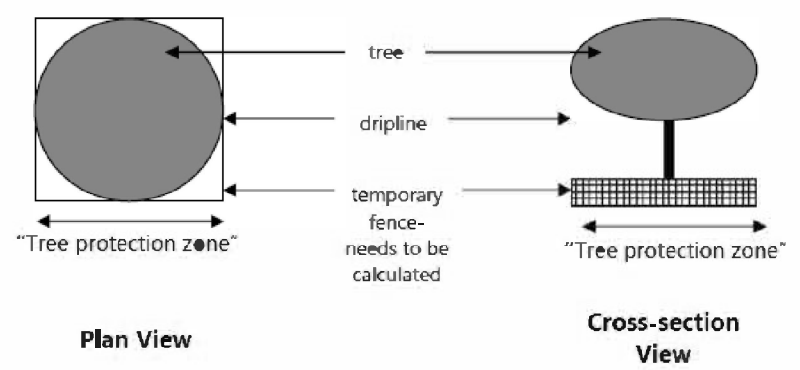 tree
dripline
temporary
fence-
needs to be
calculated
"Tree protection zone"
"Tree protection zone"
Plan View
Cross-section
View